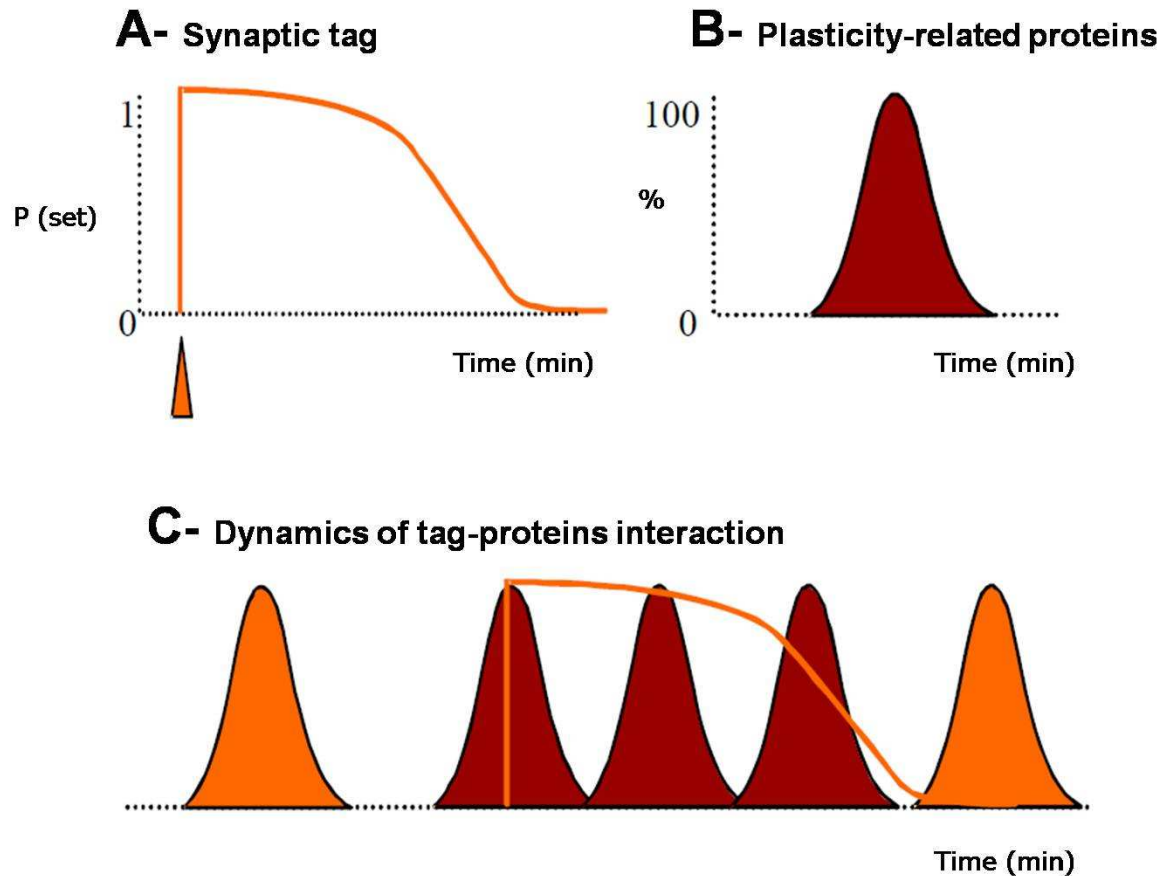 A- Synaptic tag
B- Plasticity-related proteins
1
P (set)
0
Time (min)
100
%
0
Time (min)
C- Dynamics of tag-proteins interaction
Time (min)